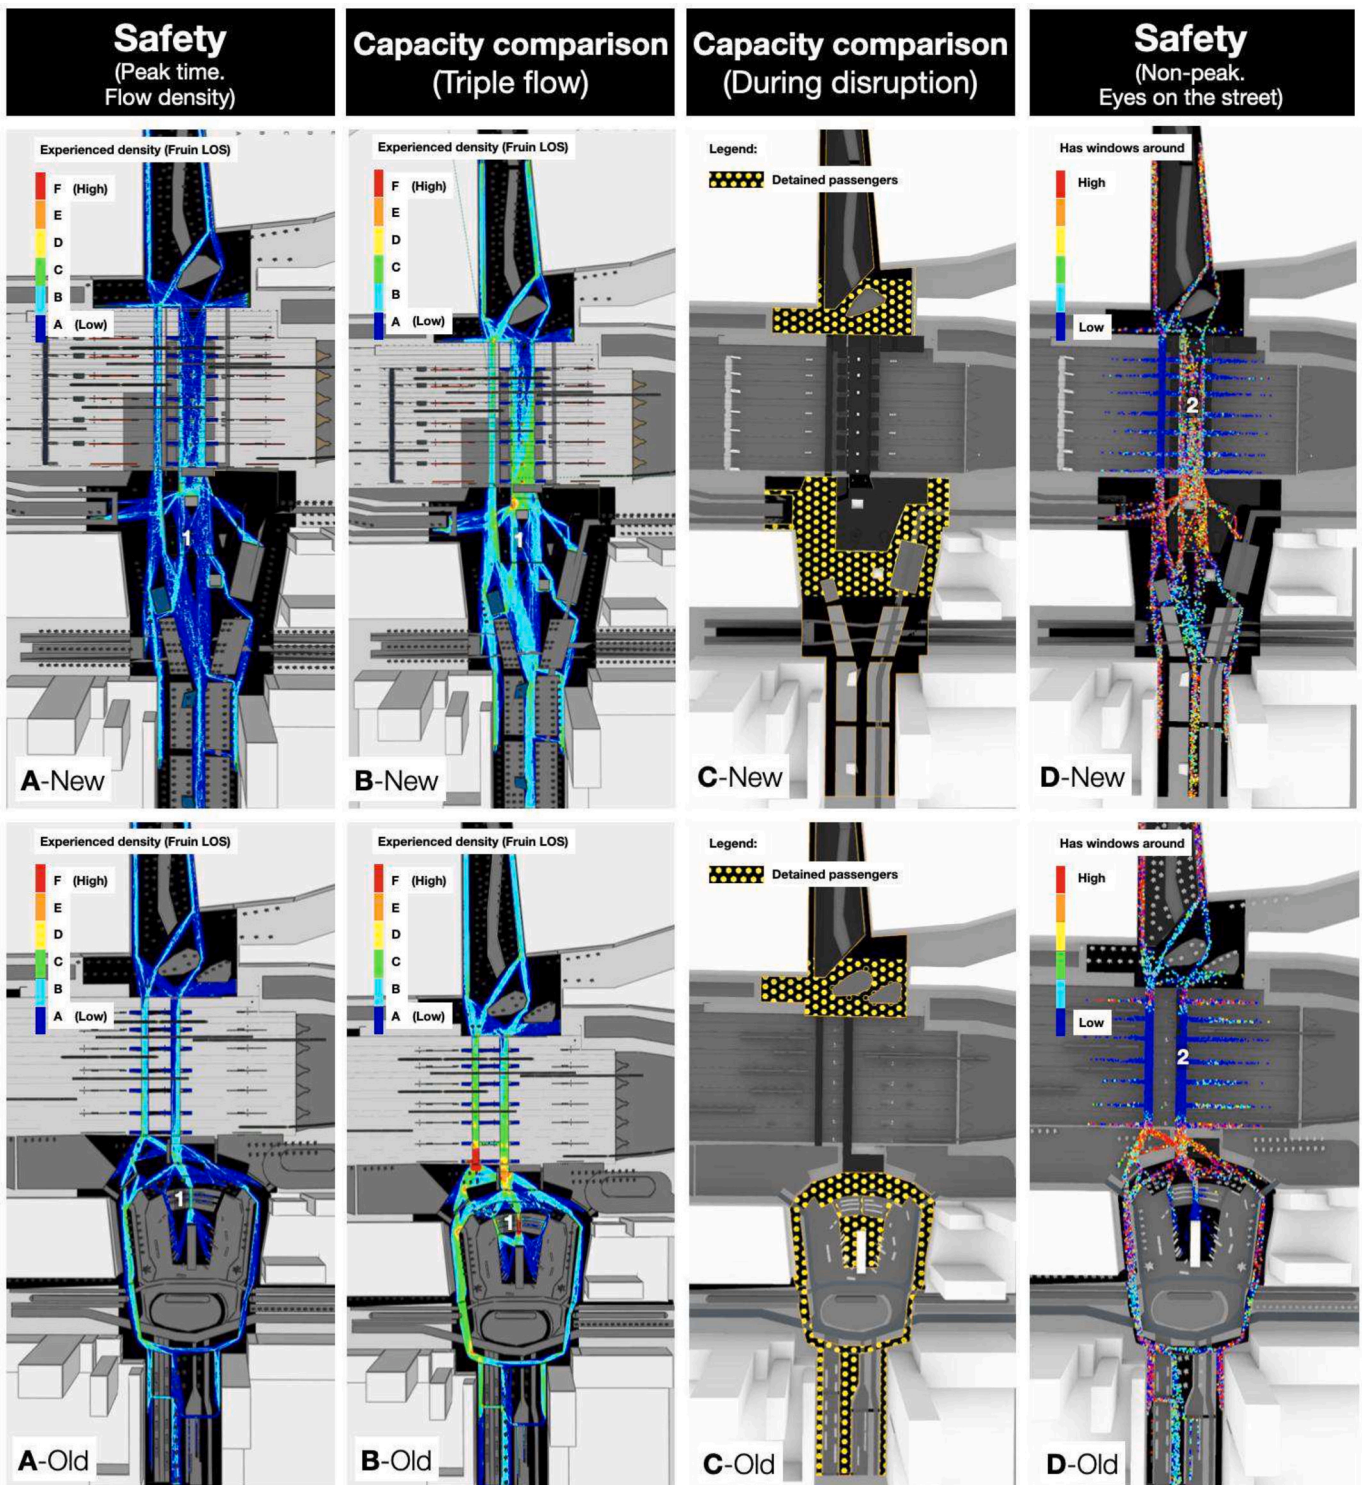 Safety
(Peak time.
Flow density)
Capacity comparison
(Triple flow)
Capacity comparison
(During disruption)
Safety
(Non-peak.
Eyes on the street)
Experienced density (Fruin LOS)
F (High)
E
D
C
B
A (Low)
1
A-New
Experienced density (Fruin LOS)
F (High)
E
D
C
B
A (Low)
1
B-New
Legend:
Detained passengers
C-New
Has windows around
High
Low
2
D-New
Experienced density (Fruin LOS)
F (High)
E
D
C
B
A (Low)
1
A-Old
Experienced density (Fruin LOS)
F (High)
E
D
C
B
A (Low)
1
B-Old
Legend:
Detained passengers
C-Old
Has windows around
High
Low
2
D-Old